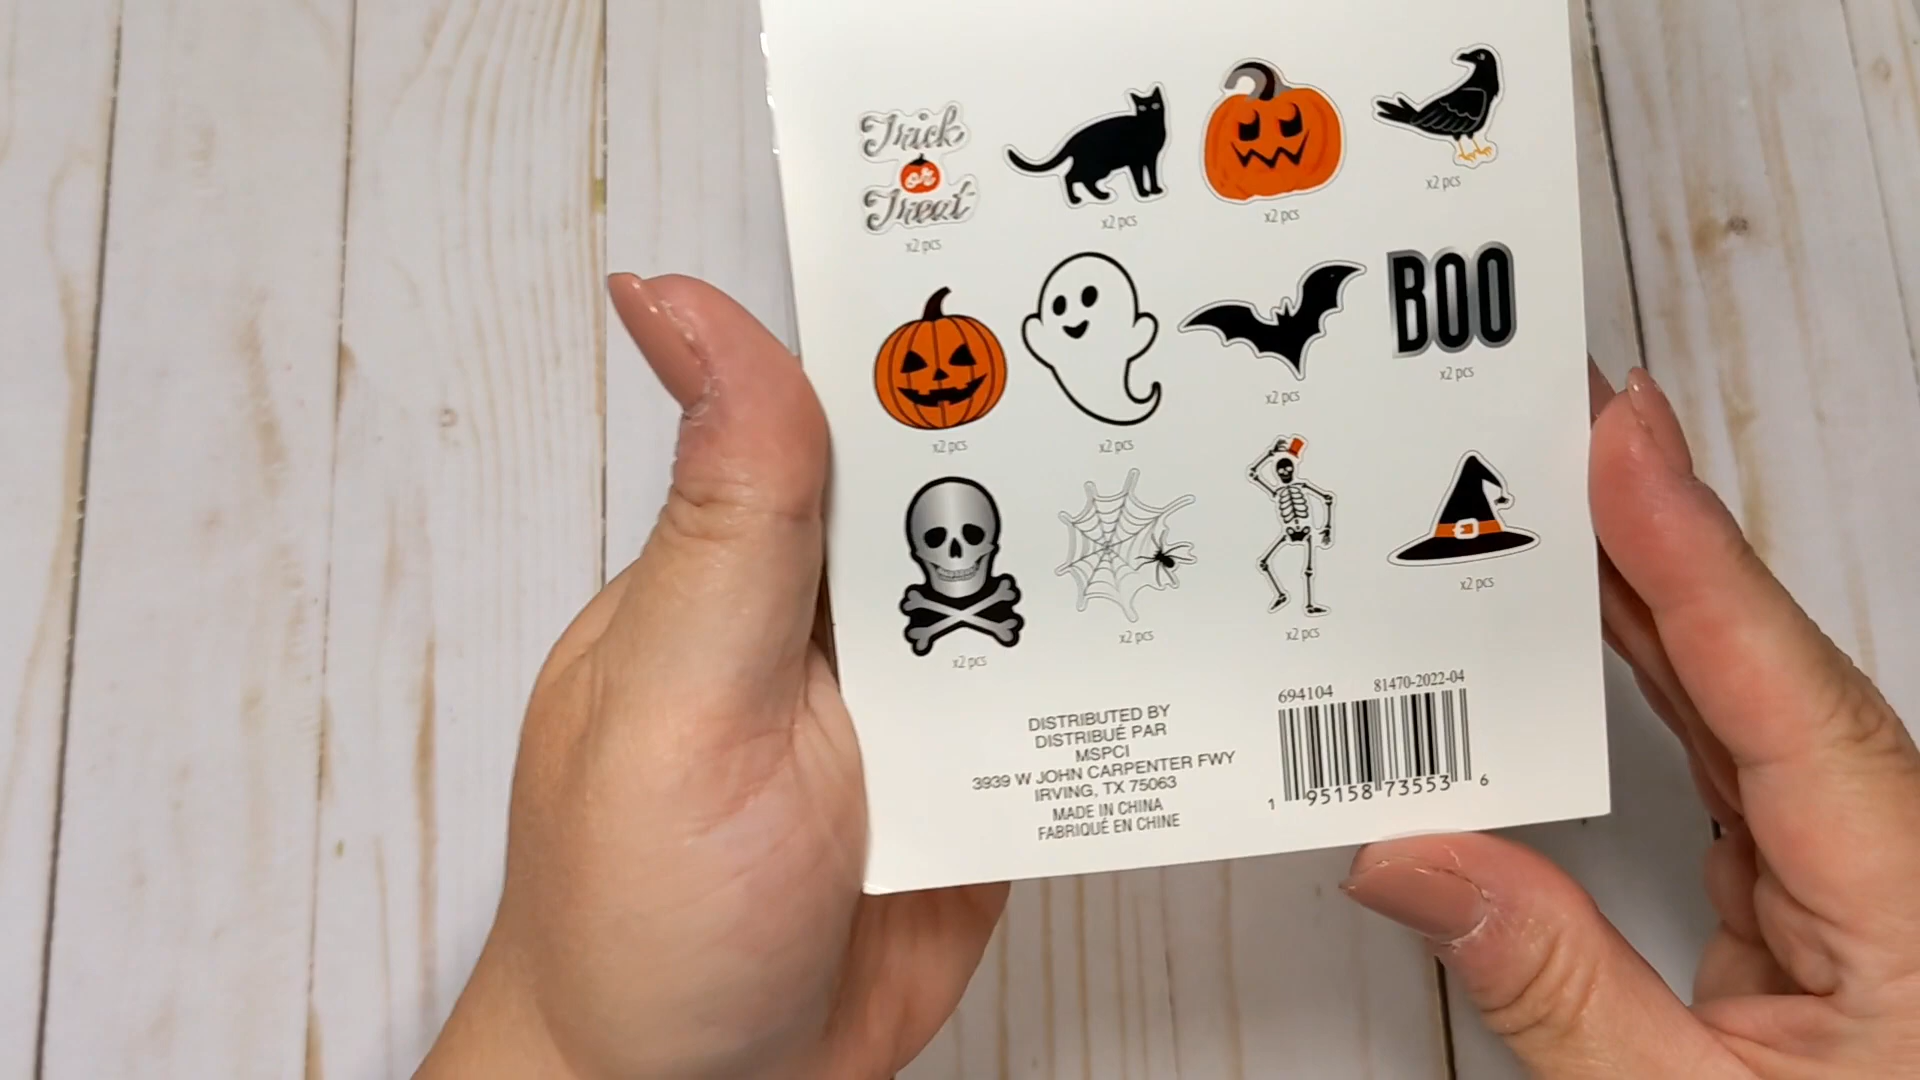 Trick
or
Treat
x2 pcs
x2 pcs
x2 pcs
x2 pcs
x2 pcs
x2 pcs
x2 pcs
BOO
x2 pcs
x2 pcs
x2 pcs
x2 pcs
x2 pcs
DISTRIBUTED BY
DISTRIBUÉ PAR
MSPCI
3939 W JOHN CARPENTER FWY
IRVING, TX 75063
MADE IN CHINA
FABRIQUÉ EN CHINE
694104 81470-2022-04
1 95158 73553 6